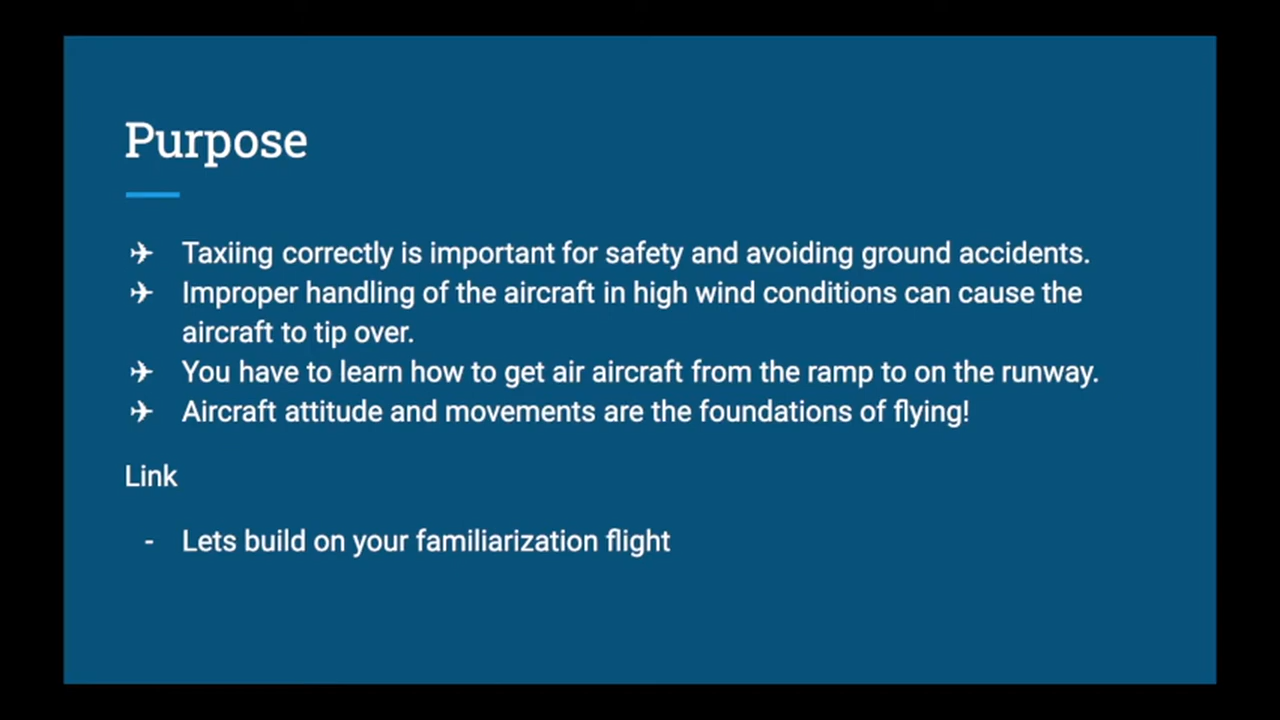 Purpose
✈ Taxiing correctly is important for safety and avoiding ground accidents.
✈ Improper handling of the aircraft in high wind conditions can cause the
aircraft to tip over.
✈ You have to learn how to get air aircraft from the ramp to on the runway.
✈ Aircraft attitude and movements are the foundations of flying!
Link
- Lets build on your familiarization flight